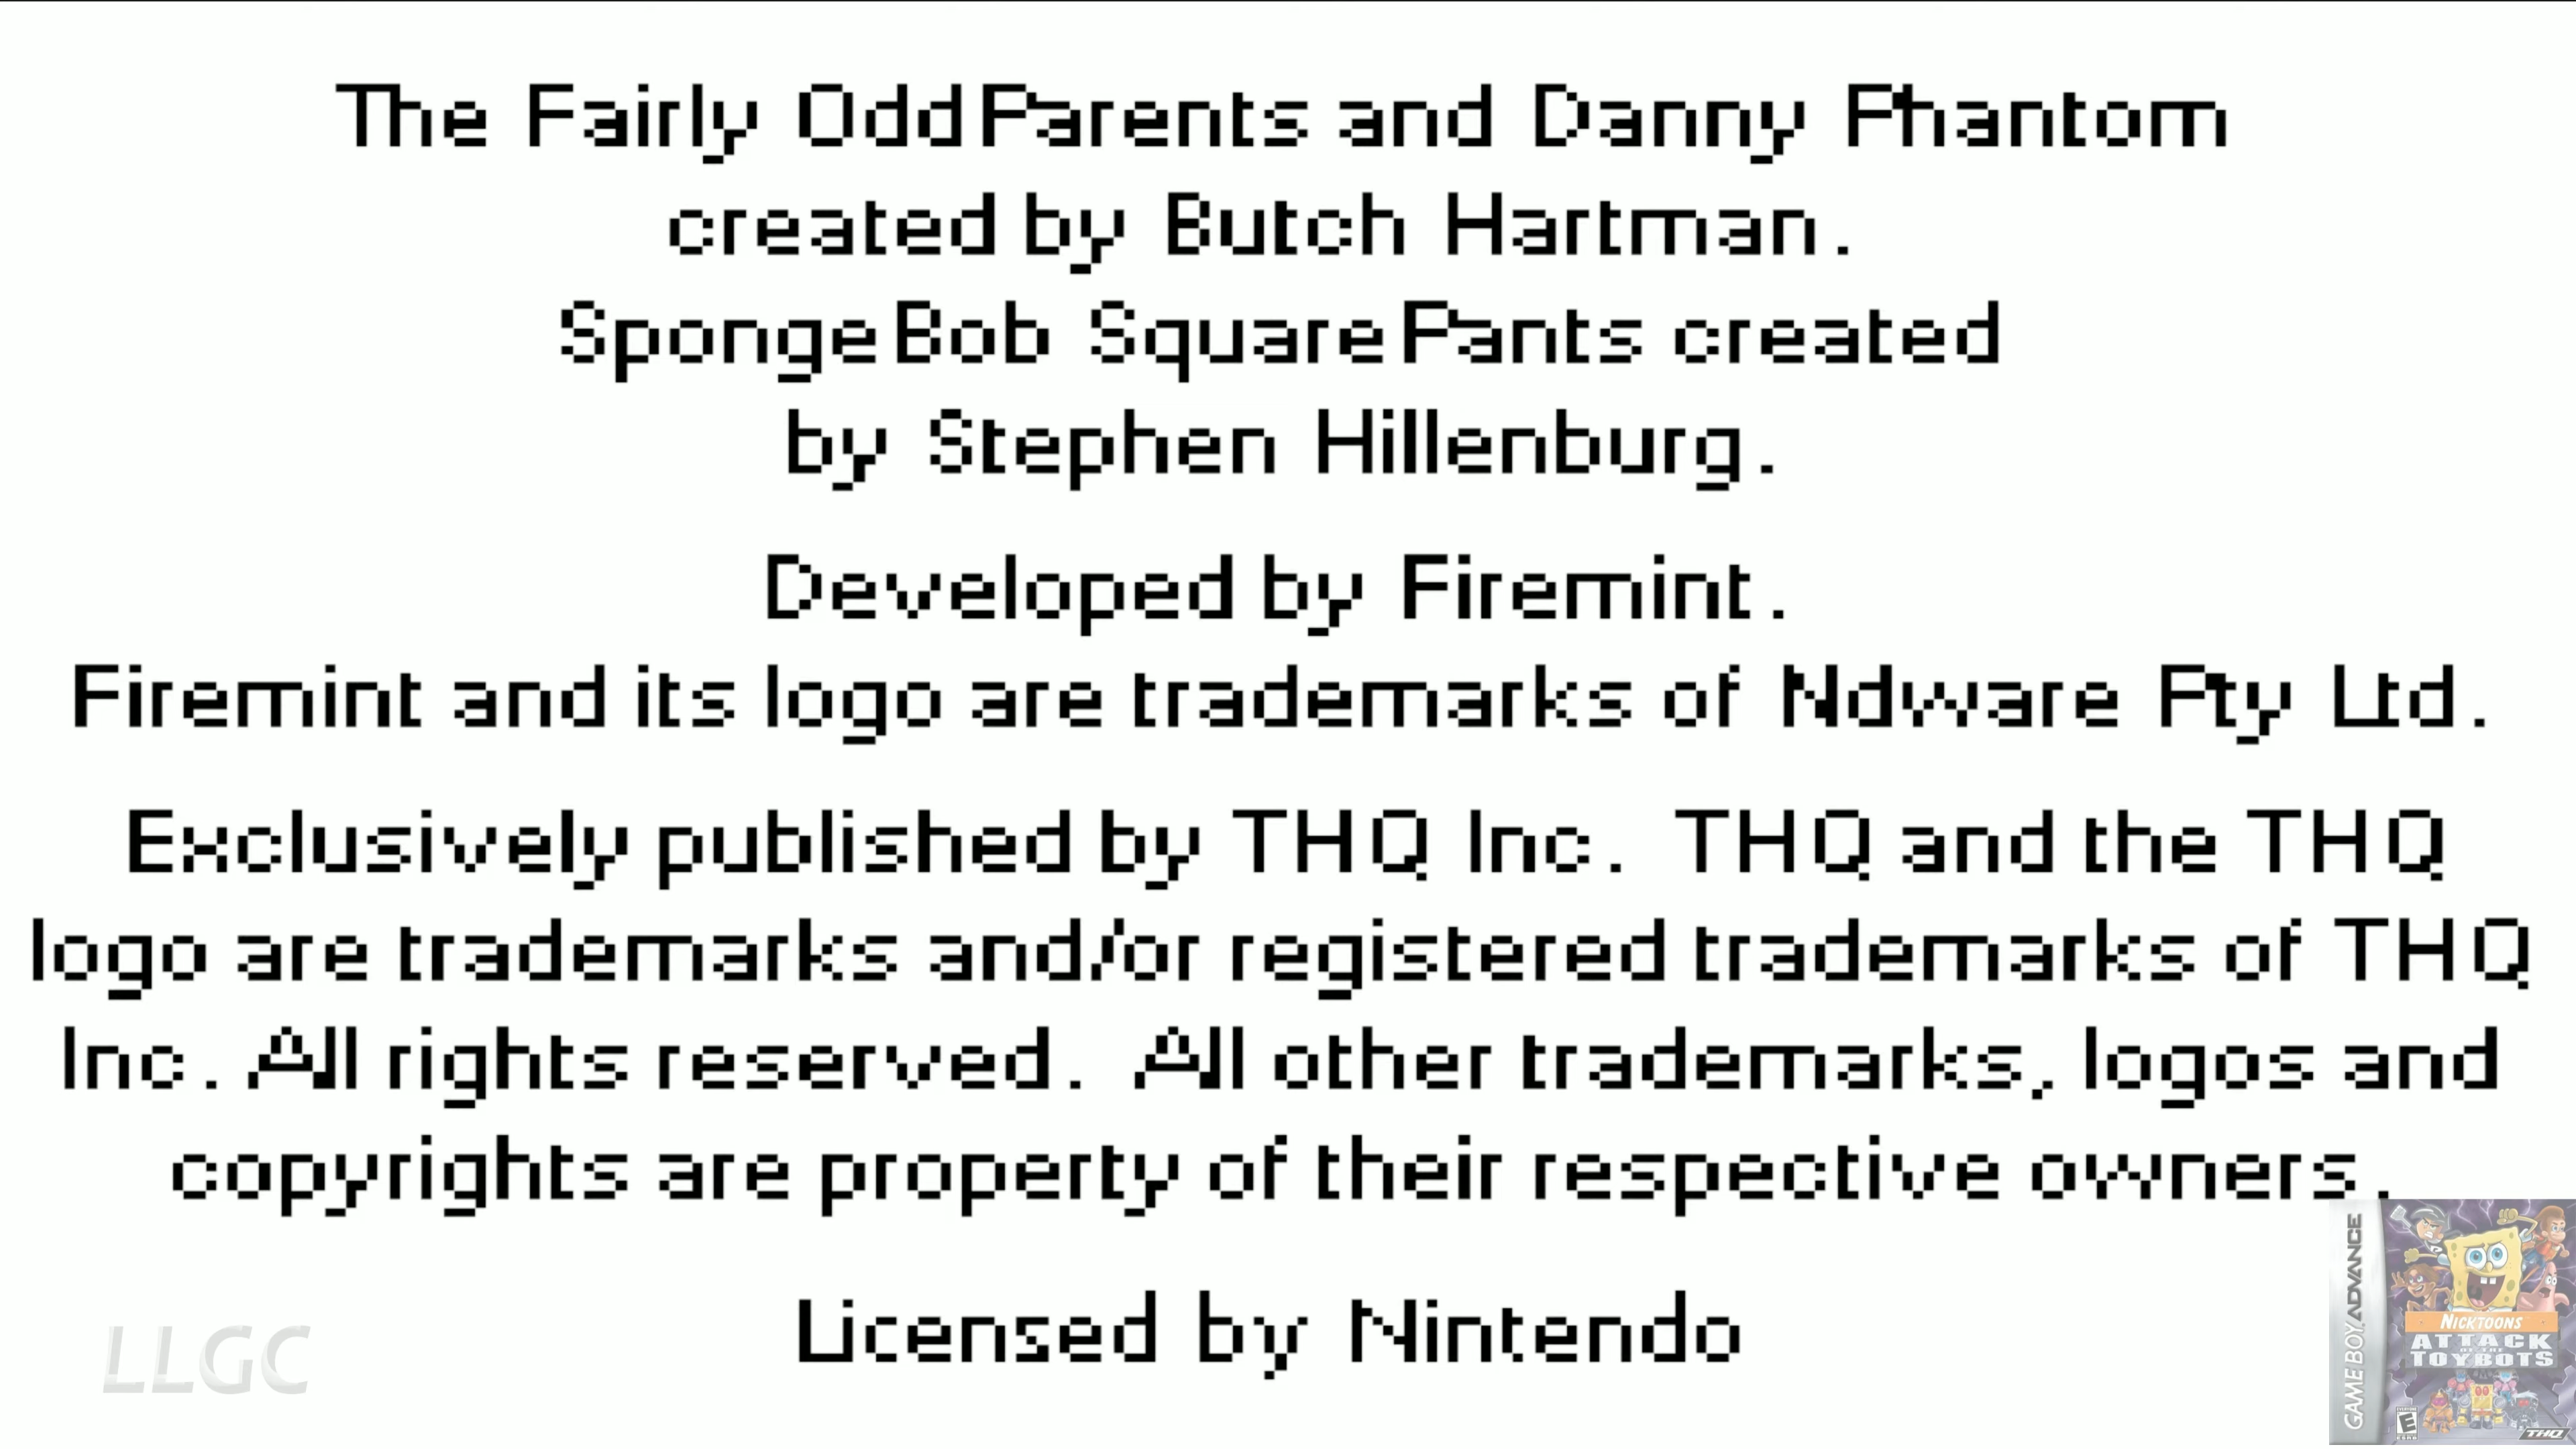 The Fairly OddParents and Danny Phantom
created by Butch Hartman.
SpongeBob SquarePants created
by Stephen Hillenburg.
Developed by Firemint.
Firemint and its logo are trademarks of Ndware Pty Ltd.
Exclusively published by THQ Inc. THQ and the THQ
logo are trademarks and/or registered trademarks of THQ
Inc. All rights reserved. All other trademarks, logos and
copyrights are property of their respective owners.
Licensed by Nintendo
LLGC
GAME BOY ADVANCE
NICKTOONS
ATTACK
OF THE
TOYBOTS
E
THQ